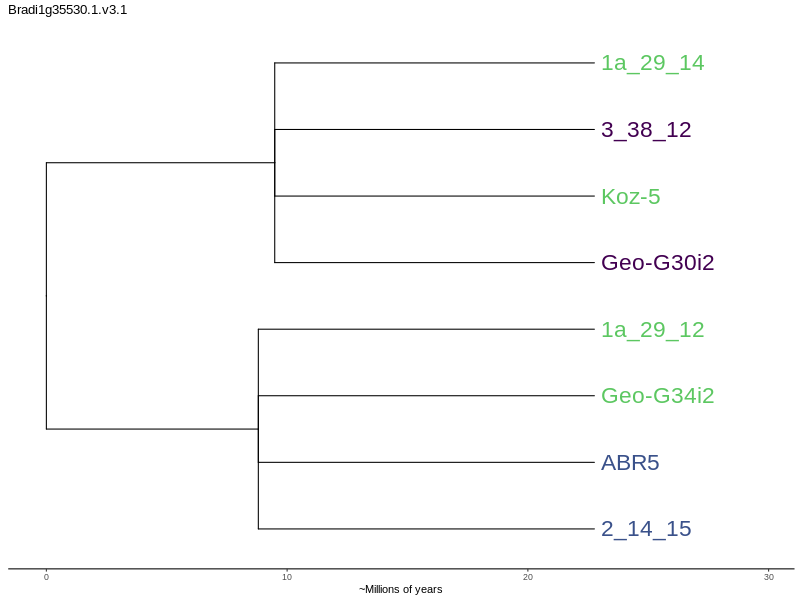 Bradi1g35530.1.v3.1
1a_29_14
3_38_12
Koz-5
Geo-G30i2
1a_29_12
Geo-G34i2
ABR5
2_14_15
0 10 20 30
~Millions of years